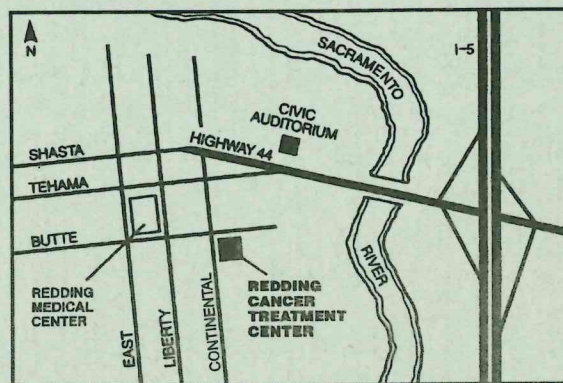 N
SACRAMENTO
I-5
CIVIC
AUDITORIUM
HIGHWAY 44
SHASTA
TEHAMA
BUTTE
REDDING
MEDICAL
CENTER
EAST
LIBERTY
CONTINENTAL
REDDING
CANCER
TREATMENT
CENTER
RIVER